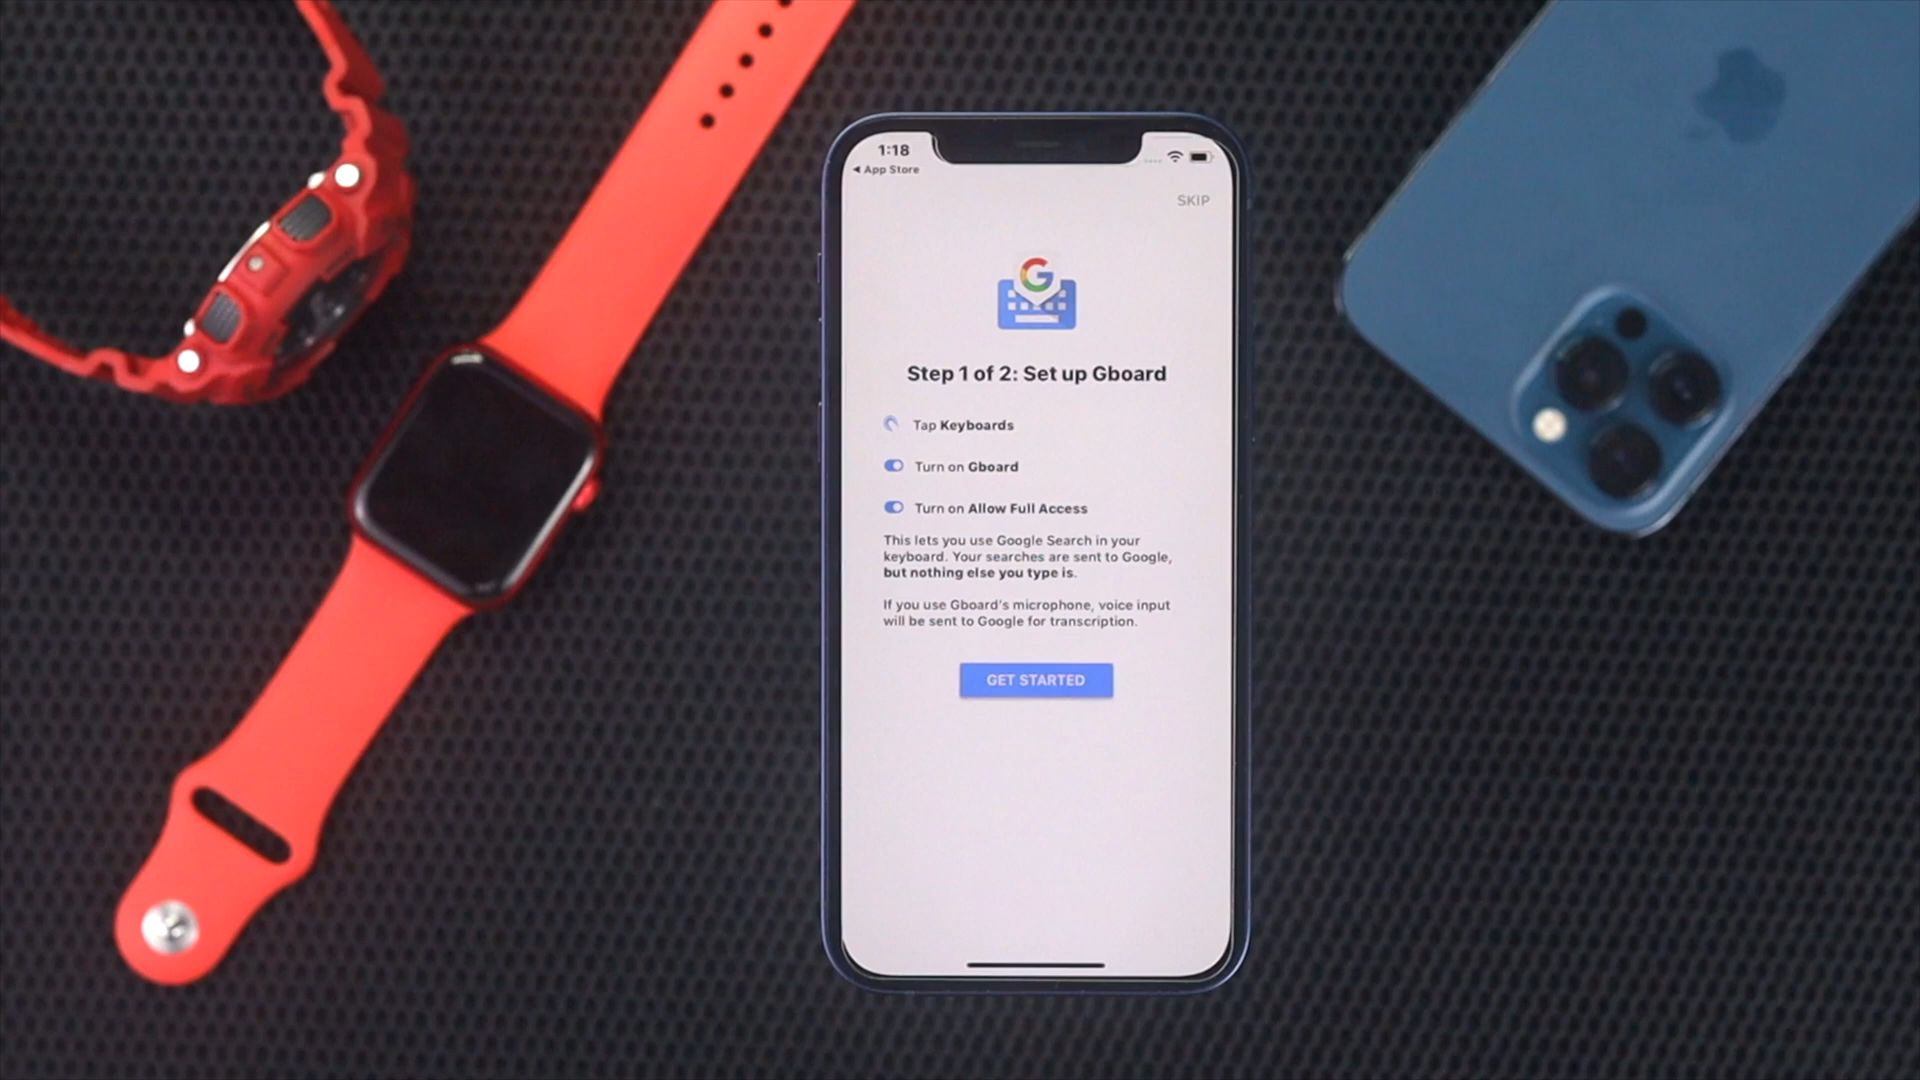 1:18
◀ App Store
SKIP
G
Step 1 of 2: Set up Gboard
Tap Keyboards
Turn on Gboard
Turn on Allow Full Access
This lets you use Google Search in your
keyboard. Your searches are sent to Google,
but nothing else you type is.
If you use Gboard's microphone, voice input
will be sent to Google for transcription.
GET STARTED